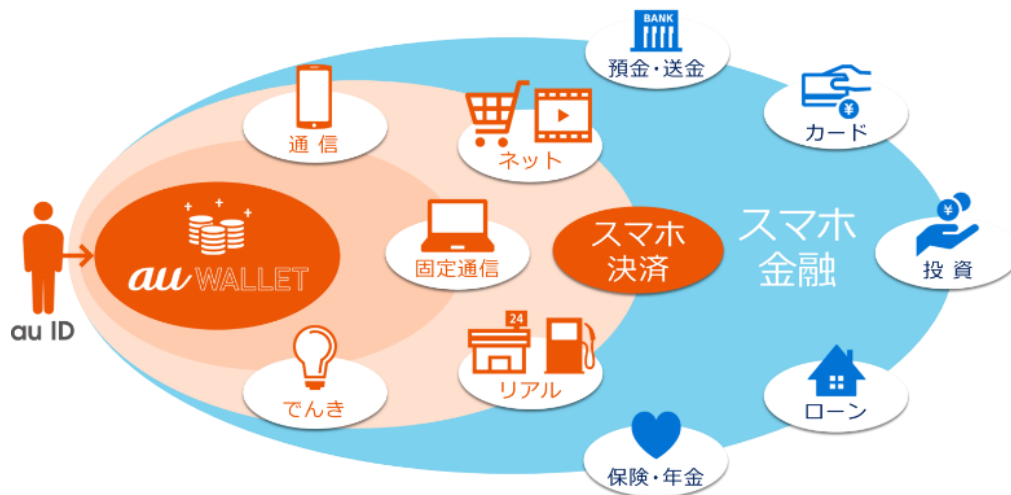 BANK
預金・送金
通信
ネット
カード
au WALLET
固定通信
スマホ
決済
スマホ
金融
投資
au ID
24
でんき
リアル
ローン
保険・年金
¥
¥